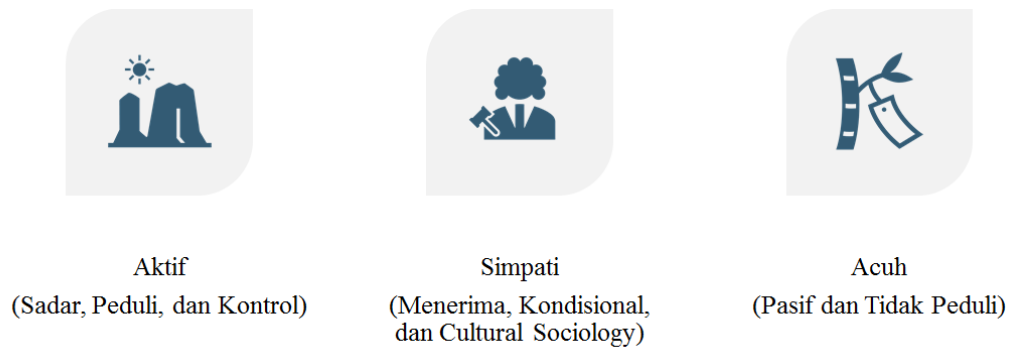 Aktif
(Sadar, Peduli, dan Kontrol)
Simpati
(Menerima, Kondisional,
dan Cultural Sociology)
Acuh
(Pasif dan Tidak Peduli)